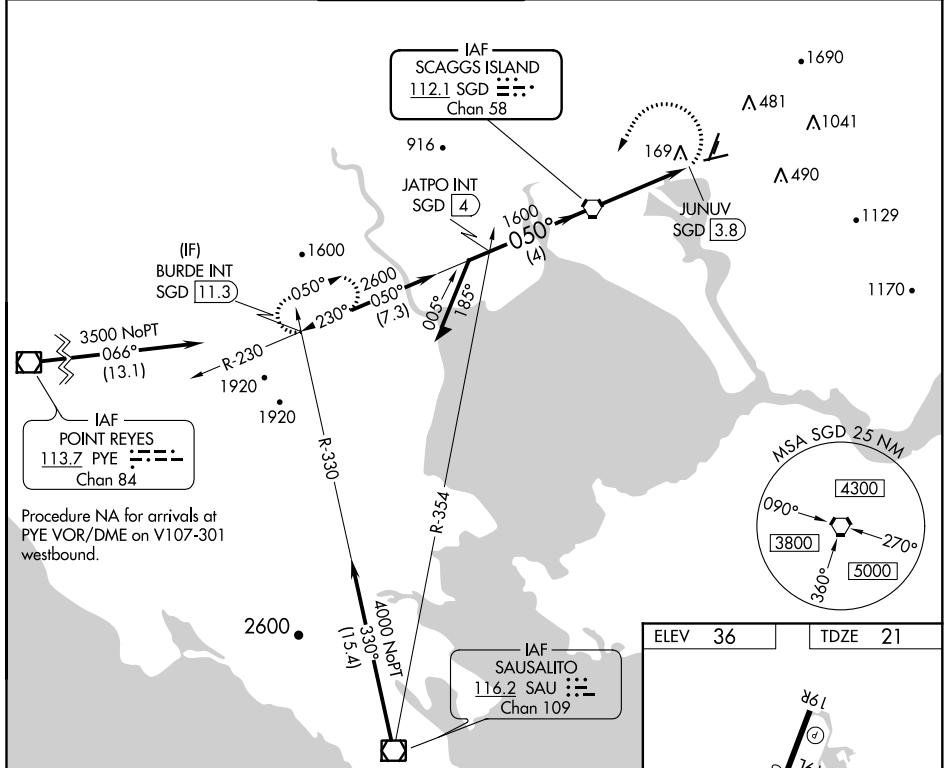 IAF
SCAGGS ISLAND
112.1 SGD
Chan 58
1690
481
1041
916
169
490
JATPO INT
SGD 4
1600
050°
(4)
JUNUV
SGD 3.8
1129
(IF)
BURDE INT
SGD 11.3
1600
050°
2600
050°
(7.3)
230°
005°
185°
1170
3500 NoPT
066°
(13.1)
R-230
1920
1920
IAF
POINT REYES
113.7 PYE
Chan 84
R-330
R-354
MSA SGD 25 NM
4300
090°
3800
270°
5000
360°
Procedure NA for arrivals at
PYE VOR/DME on V107-301
westbound.
2600
4000 NoPT
330°
(15.4)
IAF
SAUSALITO
116.2 SAU
Chan 109
ELEV 36
TDZE 21
19R
P
19L